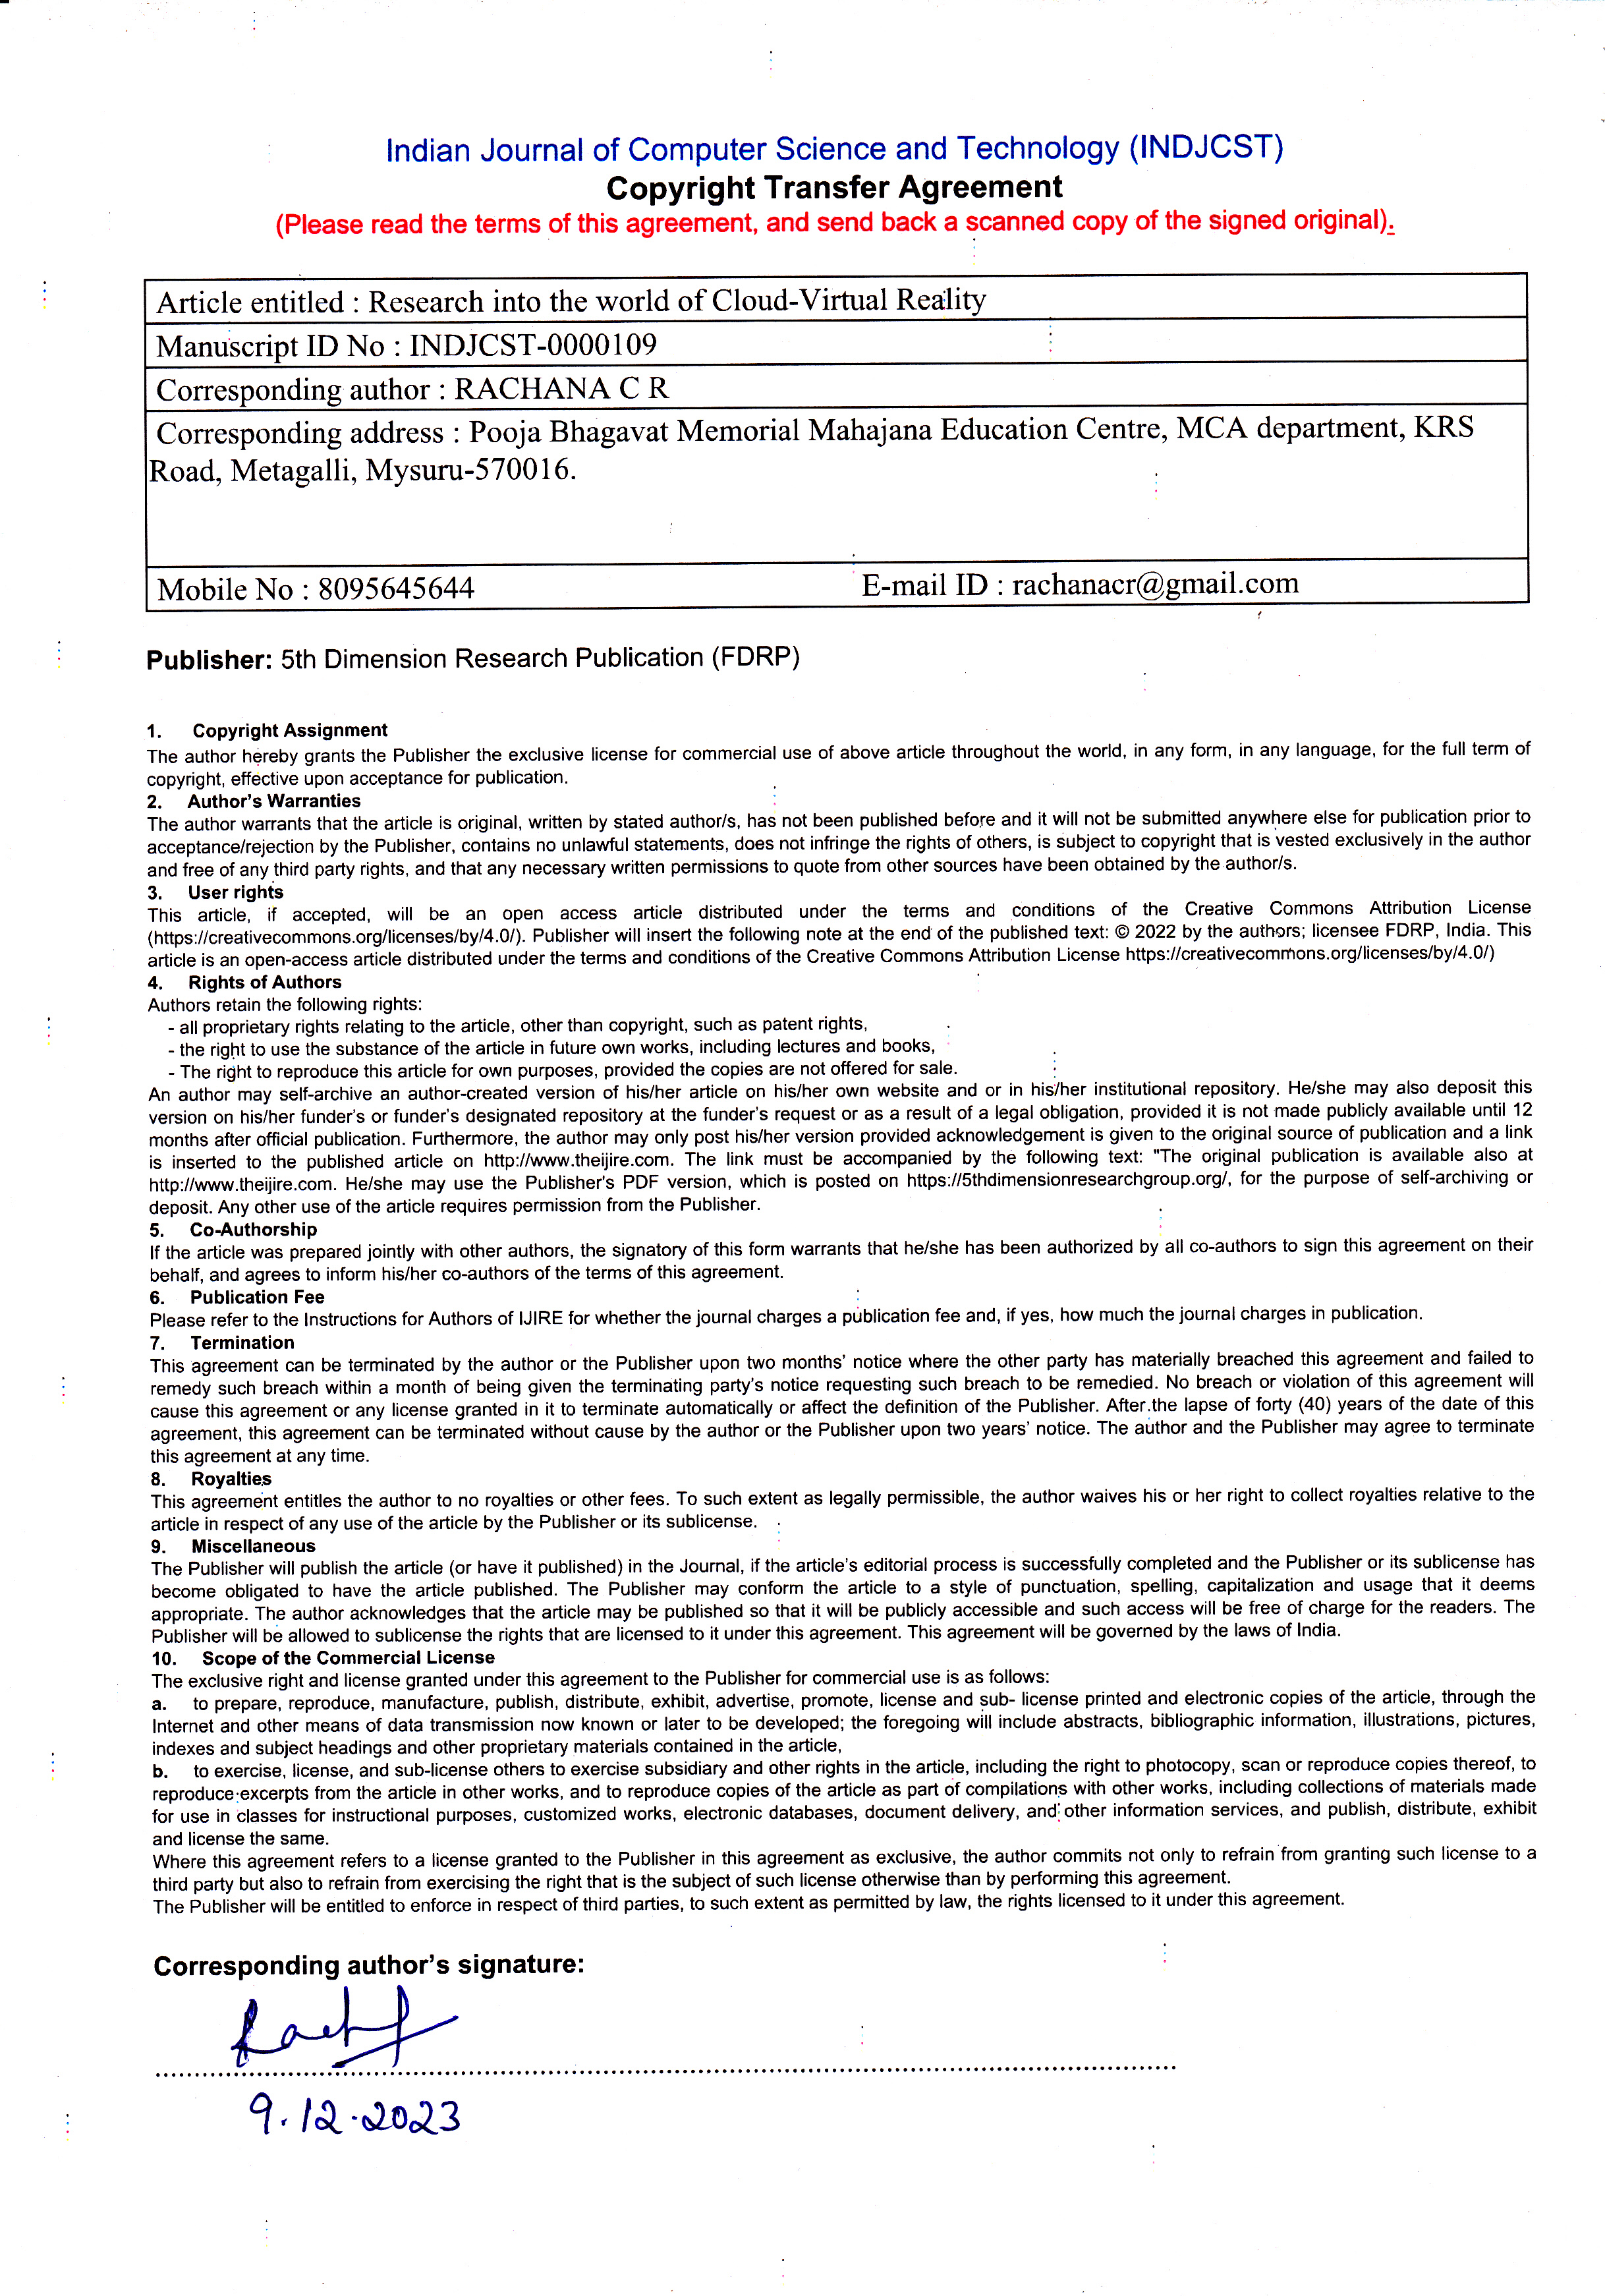 Indian Journal of Computer Science and Technology (INDJCST)
Copyright Transfer Agreement
(Please read the terms of this agreement, and send back a scanned copy of the signed original).
Article entitled : Research into the world of Cloud-Virtual Reality
Manuscript ID No : INDJCST-0000109
Corresponding author : RACHANA C R
Corresponding address : Pooja Bhagavat Memorial Mahajana Education Centre, MCA department, KRS
Road, Metagalli, Mysuru-570016.
Mobile No : 8095645644 E-mail ID : rachanacr@gmail.com
Publisher: 5th Dimension Research Publication (FDRP)
1. Copyright Assignment
The author hereby grants the Publisher the exclusive license for commercial use of above article throughout the world, in any form, in any language, for the full term of
copyright, effective upon acceptance for publication.
2. Author's Warranties
The author warrants that the article is original, written by stated author/s, has not been published before and it will not be submitted anywhere else for publication prior to
acceptance/rejection by the Publisher, contains no unlawful statements, does not infringe the rights of others, is subject to copyright that is vested exclusively in the author
and free of any third party rights, and that any necessary written permissions to quote from other sources have been obtained by the author/s.
3. User rights
This article, if accepted, will be an open access article distributed under the terms and conditions of the Creative Commons Attribution License
(https://creativecommons.org/licenses/by/4.0/). Publisher will insert the following note at the end of the published text: © 2022 by the authors; licensee FDRP, India. This
article is an open-access article distributed under the terms and conditions of the Creative Commons Attribution License https://creativecommons.org/licenses/by/4.0/)
4. Rights of Authors
Authors retain the following rights:
- all proprietary rights relating to the article, other than copyright, such as patent rights,
- the right to use the substance of the article in future own works, including lectures and books,
- The right to reproduce this article for own purposes, provided the copies are not offered for sale.
An author may self-archive an author-created version of his/her article on his/her own website and or in his/her institutional repository. He/she may also deposit this
version on his/her funder's or funder's designated repository at the funder's request or as a result of a legal obligation, provided it is not made publicly available until 12
months after official publication. Furthermore, the author may only post his/her version provided acknowledgement is given to the original source of publication and a link
is inserted to the published article on http://www.theijire.com. The link must be accompanied by the following text: "The original publication is available also at
http://www.theijire.com. He/she may use the Publisher's PDF version, which is posted on https://5thdimensionresearchgroup.org/, for the purpose of self-archiving or
deposit. Any other use of the article requires permission from the Publisher.
5. Co-Authorship
If the article was prepared jointly with other authors, the signatory of this form warrants that he/she has been authorized by all co-authors to sign this agreement on their
behalf, and agrees to inform his/her co-authors of the terms of this agreement.
6. Publication Fee
Please refer to the Instructions for Authors of IJIRE for whether the journal charges a publication fee and, if yes, how much the journal charges in publication.
7. Termination
This agreement can be terminated by the author or the Publisher upon two months' notice where the other party has materially breached this agreement and failed to
remedy such breach within a month of being given the terminating party's notice requesting such breach to be remedied. No breach or violation of this agreement will
cause this agreement or any license granted in it to terminate automatically or affect the definition of the Publisher. After the lapse of forty (40) years of the date of this
agreement, this agreement can be terminated without cause by the author or the Publisher upon two years' notice. The author and the Publisher may agree to terminate
this agreement at any time.
8. Royalties
This agreement entitles the author to no royalties or other fees. To such extent as legally permissible, the author waives his or her right to collect royalties relative to the
article in respect of any use of the article by the Publisher or its sublicense.
9. Miscellaneous
The Publisher will publish the article (or have it published) in the Journal, if the article's editorial process is successfully completed and the Publisher or its sublicense has
become obligated to have the article published. The Publisher may conform the article to a style of punctuation, spelling, capitalization and usage that it deems
appropriate. The author acknowledges that the article may be published so that it will be publicly accessible and such access will be free of charge for the readers. The
Publisher will be allowed to sublicense the rights that are licensed to it under this agreement. This agreement will be governed by the laws of India.
10. Scope of the Commercial License
The exclusive right and license granted under this agreement to the Publisher for commercial use is as follows:
a. to prepare, reproduce, manufacture, publish, distribute, exhibit, advertise, promote, license and sub- license printed and electronic copies of the article, through the
Internet and other means of data transmission now known or later to be developed; the foregoing will include abstracts, bibliographic information, illustrations, pictures,
indexes and subject headings and other proprietary materials contained in the article,
b. to exercise, license, and sub-license others to exercise subsidiary and other rights in the article, including the right to photocopy, scan or reproduce copies thereof, to
reproduce excerpts from the article in other works, and to reproduce copies of the article as part of compilations with other works, including collections of materials made
for use in classes for instructional purposes, customized works, electronic databases, document delivery, and other information services, and publish, distribute, exhibit
and license the same.
Where this agreement refers to a license granted to the Publisher in this agreement as exclusive, the author commits not only to refrain from granting such license to a
third party but also to refrain from exercising the right that is the subject of such license otherwise than by performing this agreement.
The Publisher will be entitled to enforce in respect of third parties, to such extent as permitted by law, the rights licensed to it under this agreement.
Corresponding author's signature:
9.12.2023